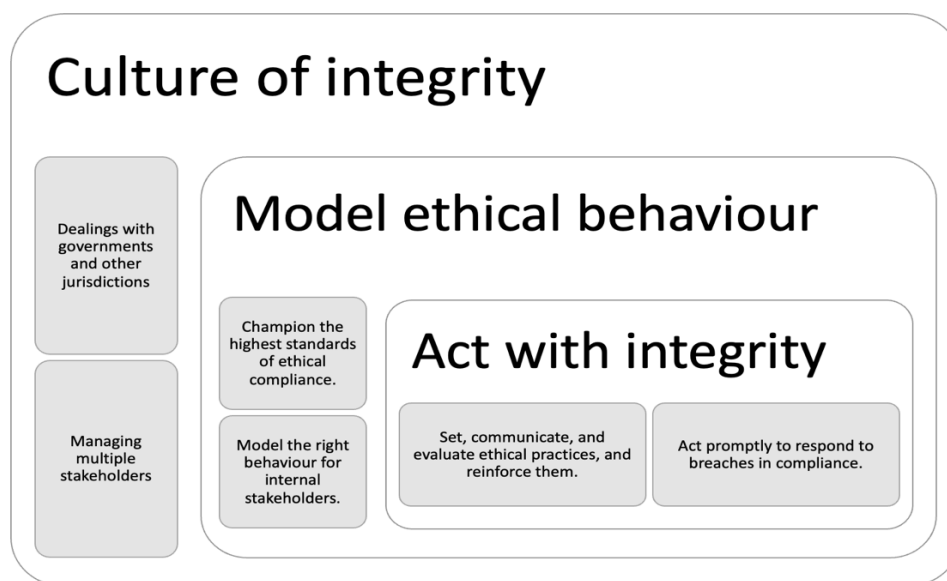 Culture of integrity
Dealings with
governments
and other
jurisdictions
Managing
multiple
stakeholders
Model ethical behaviour
Champion the
highest standards
of ethical
compliance.
Model the right
behaviour for
internal
stakeholders.
Act with integrity
Set, communicate, and
evaluate ethical practices, and
reinforce them.
Act promptly to respond to
breaches in compliance.